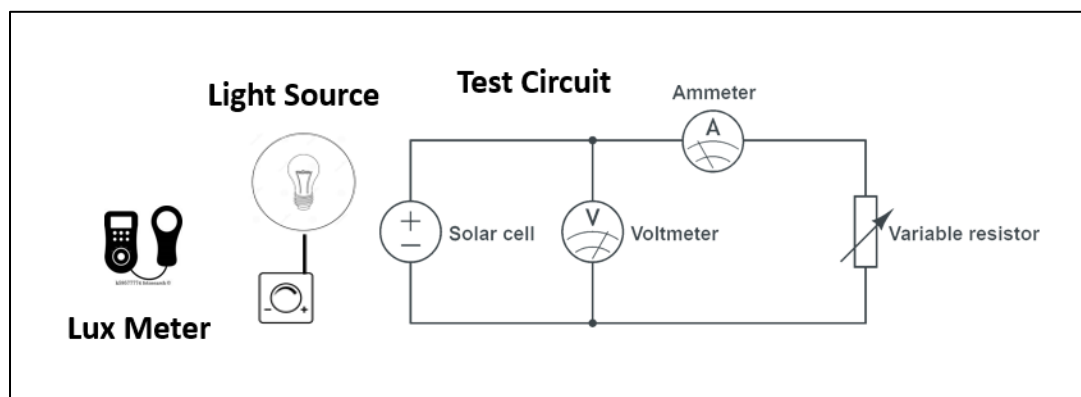 Test Circuit
Light Source
Ammeter
A
V
+
−
Solar cell
Voltmeter
Variable resistor
− +
Lux Meter